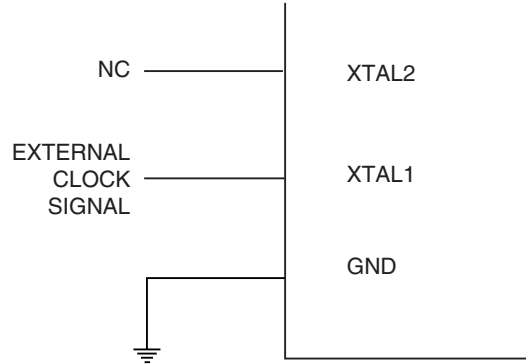 NC
XTAL2
EXTERNAL
CLOCK
SIGNAL
XTAL1
GND